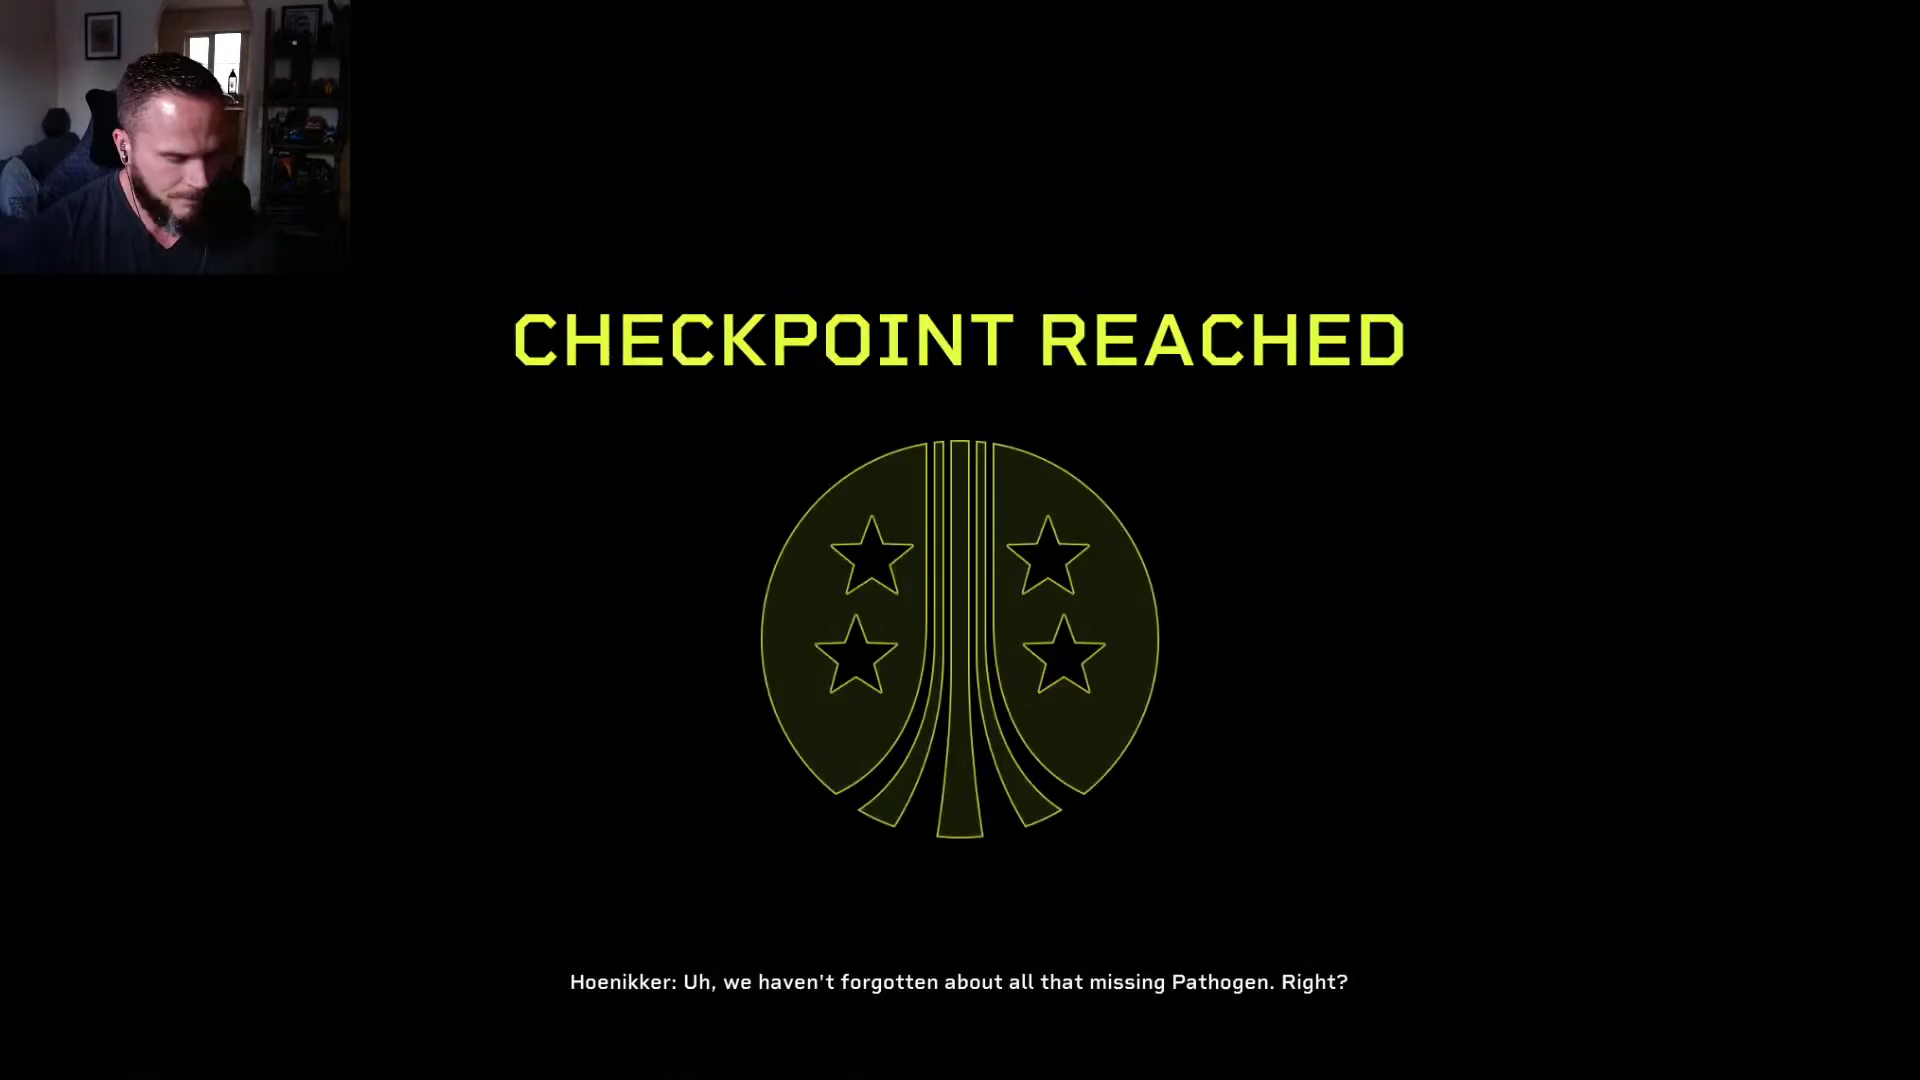 CHECKPOINT REACHED
Hoenikker: Uh, we haven't forgotten about all that missing Pathogen. Right?